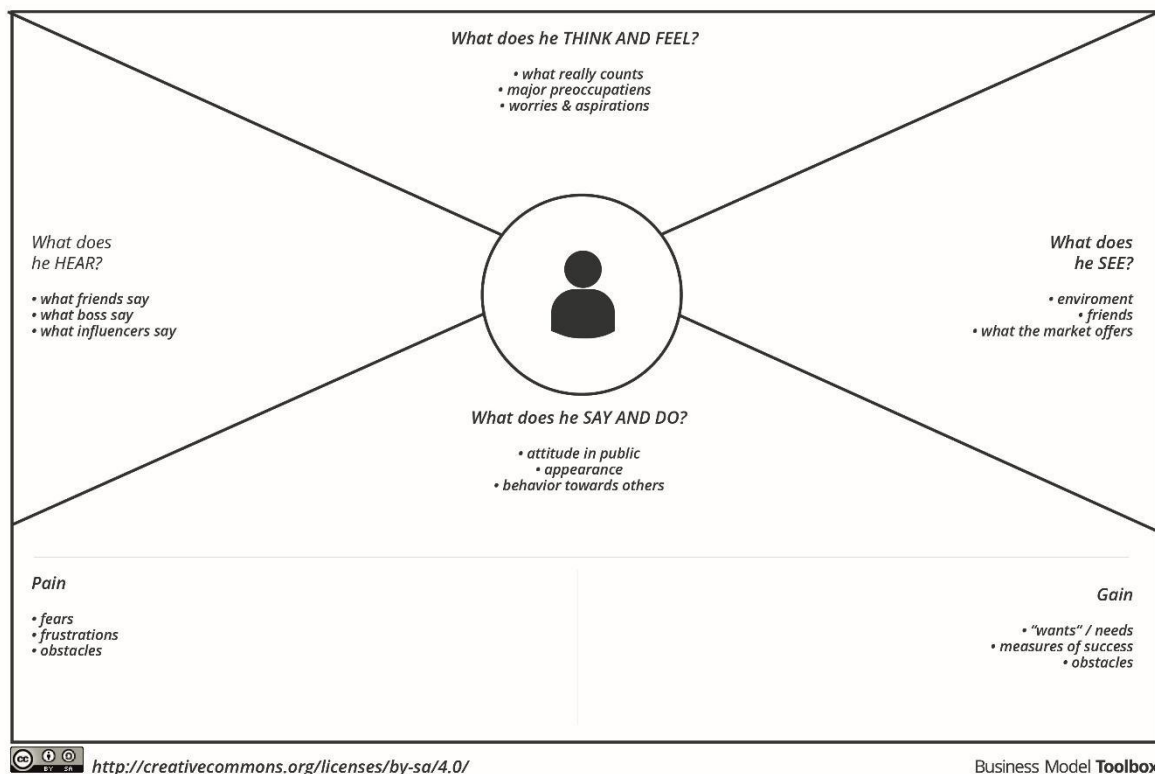 What does he THINK AND FEEL?
• what really counts
• major preoccupatiens
• worries & aspirations
What does
he HEAR?
• what friends say
• what boss say
• what influencers say
What does
he SEE?
• enviroment
• friends
• what the market offers
What does he SAY AND DO?
• attitude in public
• appearance
• behavior towards others
Pain
• fears
• frustrations
• obstacles
Gain
• “wants” / needs
• measures of success
• obstacles
cc BY SA
http://creativecommons.org/licenses/by-sa/4.0/
Business Model Toolbox